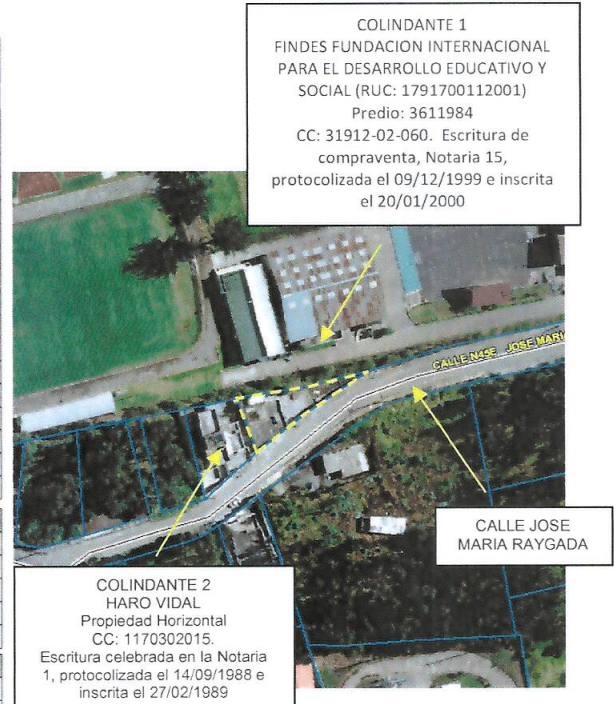 COLINDANTE 1
FINDES FUNDACION INTERNACIONAL
PARA EL DESARROLLO EDUCATIVO Y
SOCIAL (RUC: 1791700112001)
Predio: 3611984
CC: 31912-02-060. Escritura de
compraventa, Notaria 15,
protocolizada el 09/12/1999 e inscrita
el 20/01/2000
CALLE N45E JOSE MARI
CALLE JOSE
MARIA RAYGADA
COLINDANTE 2
HARO VIDAL
Propiedad Horizontal
CC: 1170302015.
Escritura celebrada en la Notaria
1, protocolizada el 14/09/1988 e
inscrita el 27/02/1989